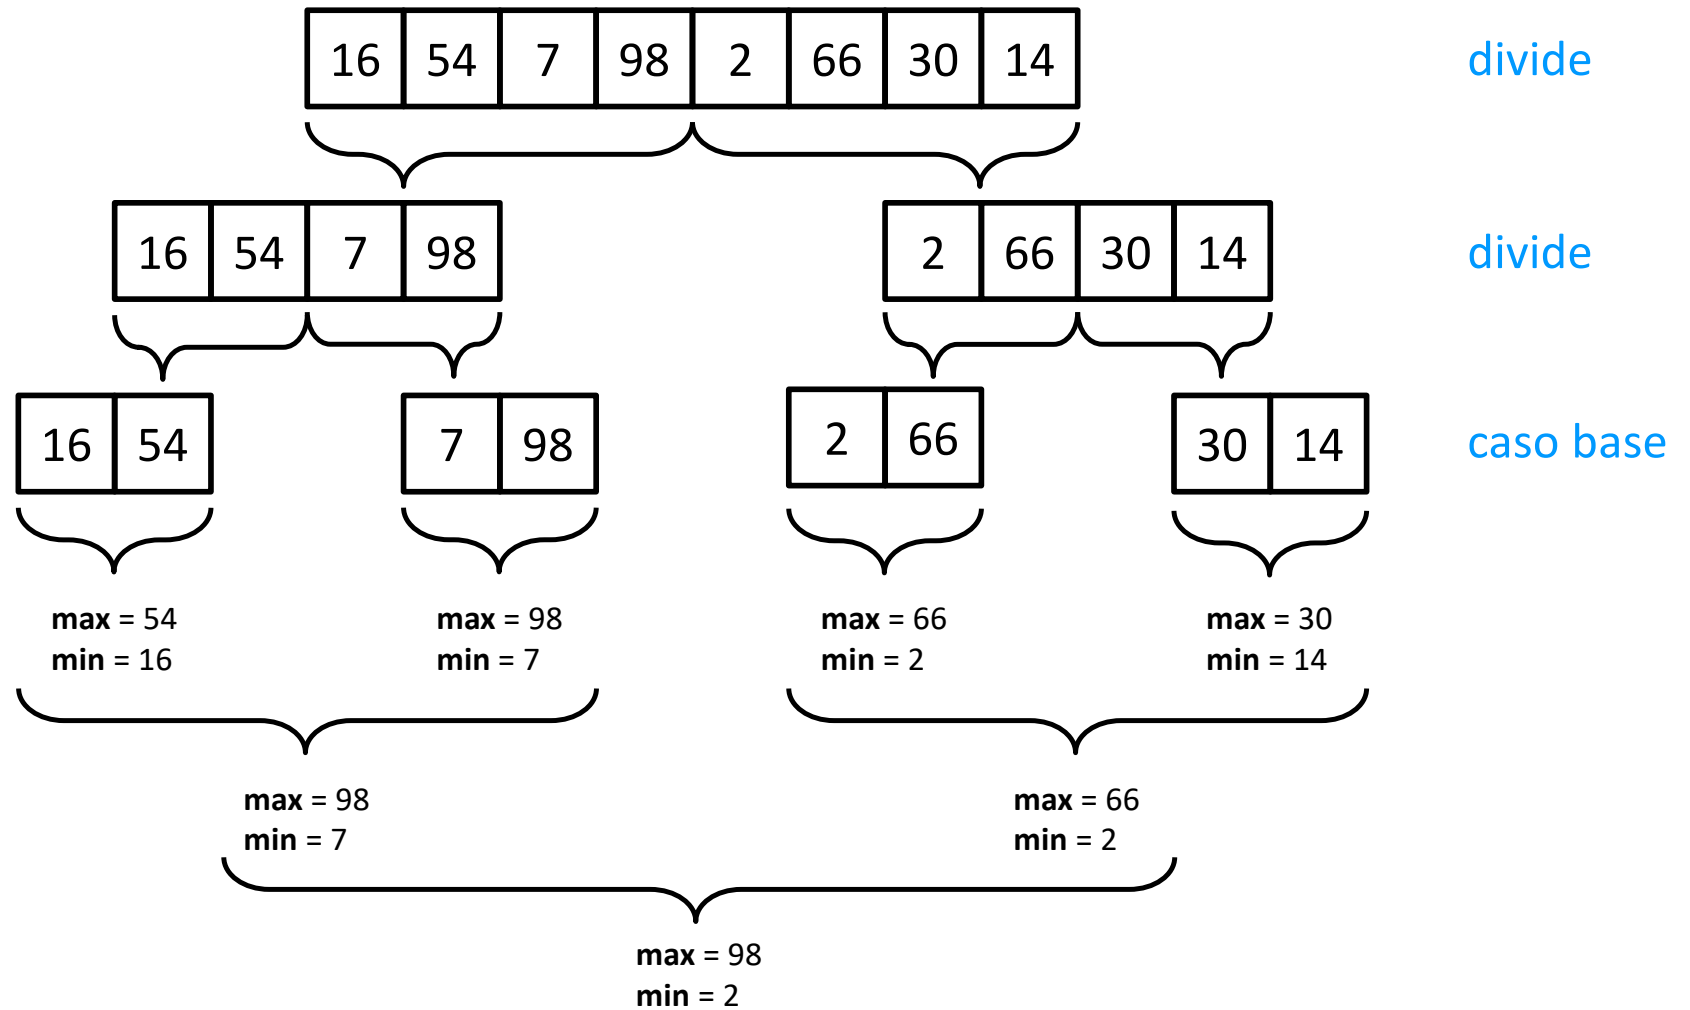 16 54 7 98 2 66 30 14 divide
16 54 7 98 2 66 30 14 divide
16 54 7 98 2 66 30 14 caso base
max = 54 max = 98 max = 66 max = 30
min = 16 min = 7 min = 2 min = 14
max = 98 max = 66
min = 7 min = 2
max = 98
min = 2